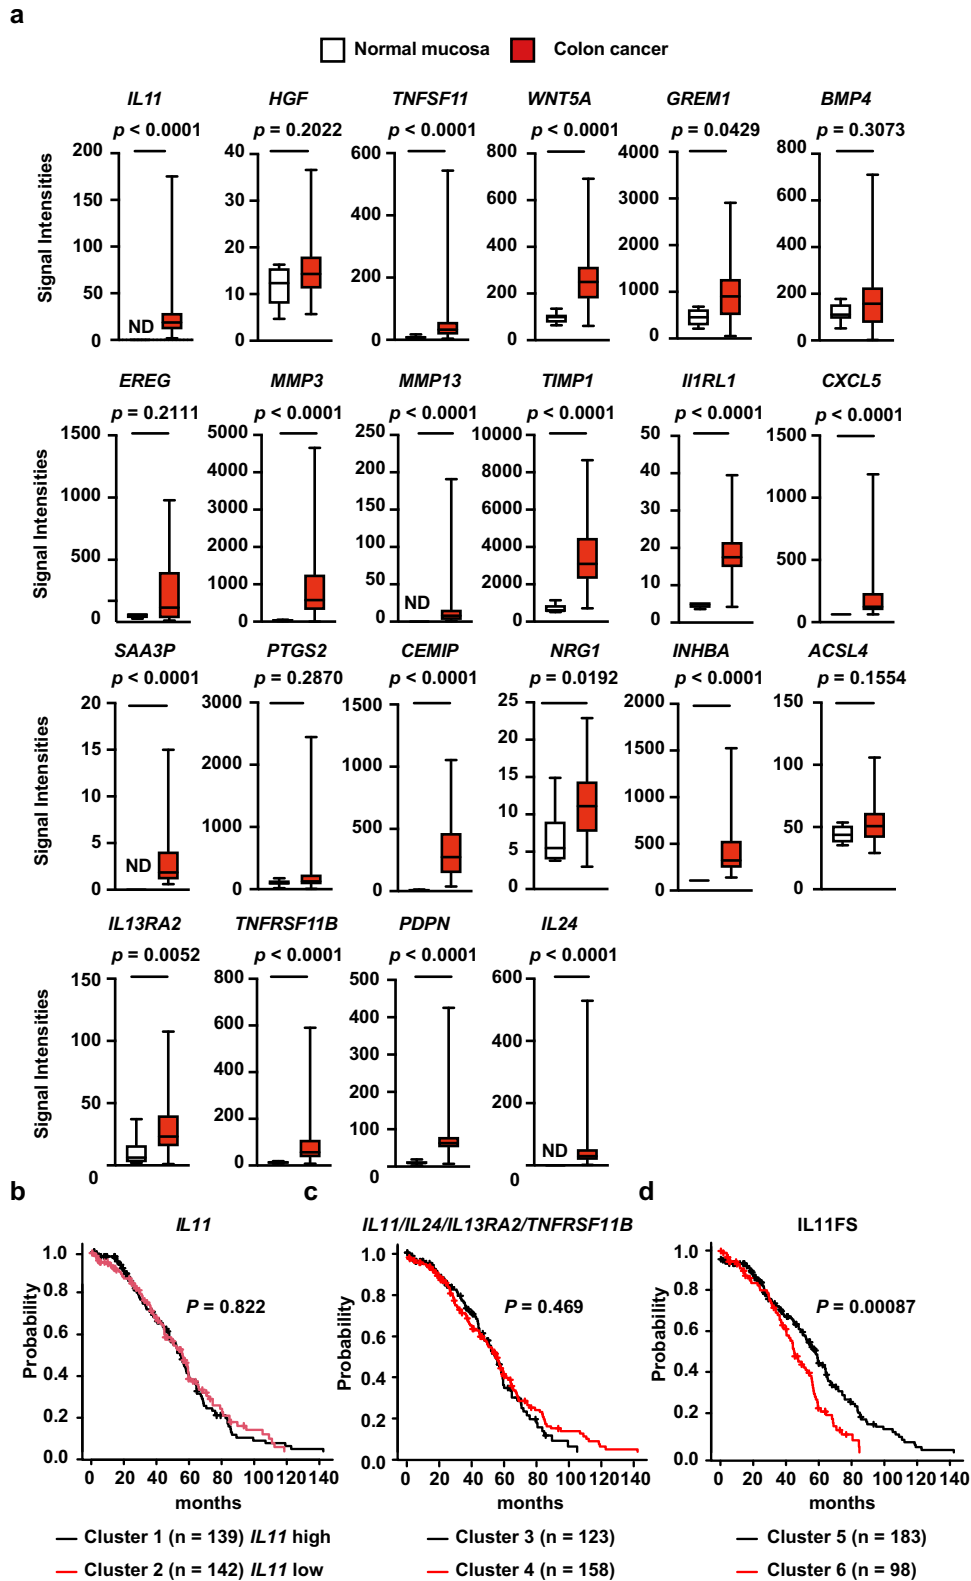 a
Normal mucosa Colon cancer
IL11 HGF TNFSF11 WNT5A GREM1 BMP4
p < 0.0001 p = 0.2022 p < 0.0001 p < 0.0001 p = 0.0429 p = 0.3073
Signal Intensities
200 150 100 50 0
ND
40 30 20 10 0
600 400 200 0
800 600 400 200 0
4000 3000 2000 1000 0
800 600 400 200 0
EREG MMP3 MMP13 TIMP1 Il1RL1 CXCL5
p = 0.2111 p < 0.0001 p < 0.0001 p < 0.0001 p < 0.0001 p < 0.0001
Signal Intensities
1500 1000 500 0
5000 4000 3000 2000 1000 0
250 200 150 100 50 0
ND
10000 8000 6000 4000 2000 0
50 40 30 20 10 0
1500 1000 500 0
SAA3P PTGS2 CEMIP NRG1 INHBA ACSL4
p < 0.0001 p = 0.2870 p < 0.0001 p = 0.0192 p < 0.0001 p = 0.1554
Signal Intensities
20 15 10 5 0
ND
3000 2000 1000 0
1500 1000 500 0
25 20 15 10 5 0
2000 1500 1000 500 0
150 100 50 0
IL13RA2 TNFRSF11B PDPN IL24
p = 0.0052 p < 0.0001 p < 0.0001 p < 0.0001
Signal Intensities
150 100 50 0
800 600 400 200 0
500 400 300 200 100 0
600 400 200 0
ND
b c d
IL11
P = 0.822
Probability
1.0 0.8 0.6 0.4 0.2 0.0
0 20 40 60 80 100 120 140
months
Cluster 1 (n = 139) IL11 high
Cluster 2 (n = 142) IL11 low
IL11/IL24/IL13RA2/TNFRSF11B
P = 0.469
Probability
1.0 0.8 0.6 0.4 0.2 0.0
0 20 40 60 80 100 120 140
months
Cluster 3 (n = 123)
Cluster 4 (n = 158)
IL11FS
P = 0.00087
Probability
1.0 0.8 0.6 0.4 0.2 0.0
0 20 40 60 80 100 120 140
months
Cluster 5 (n = 183)
Cluster 6 (n = 98)